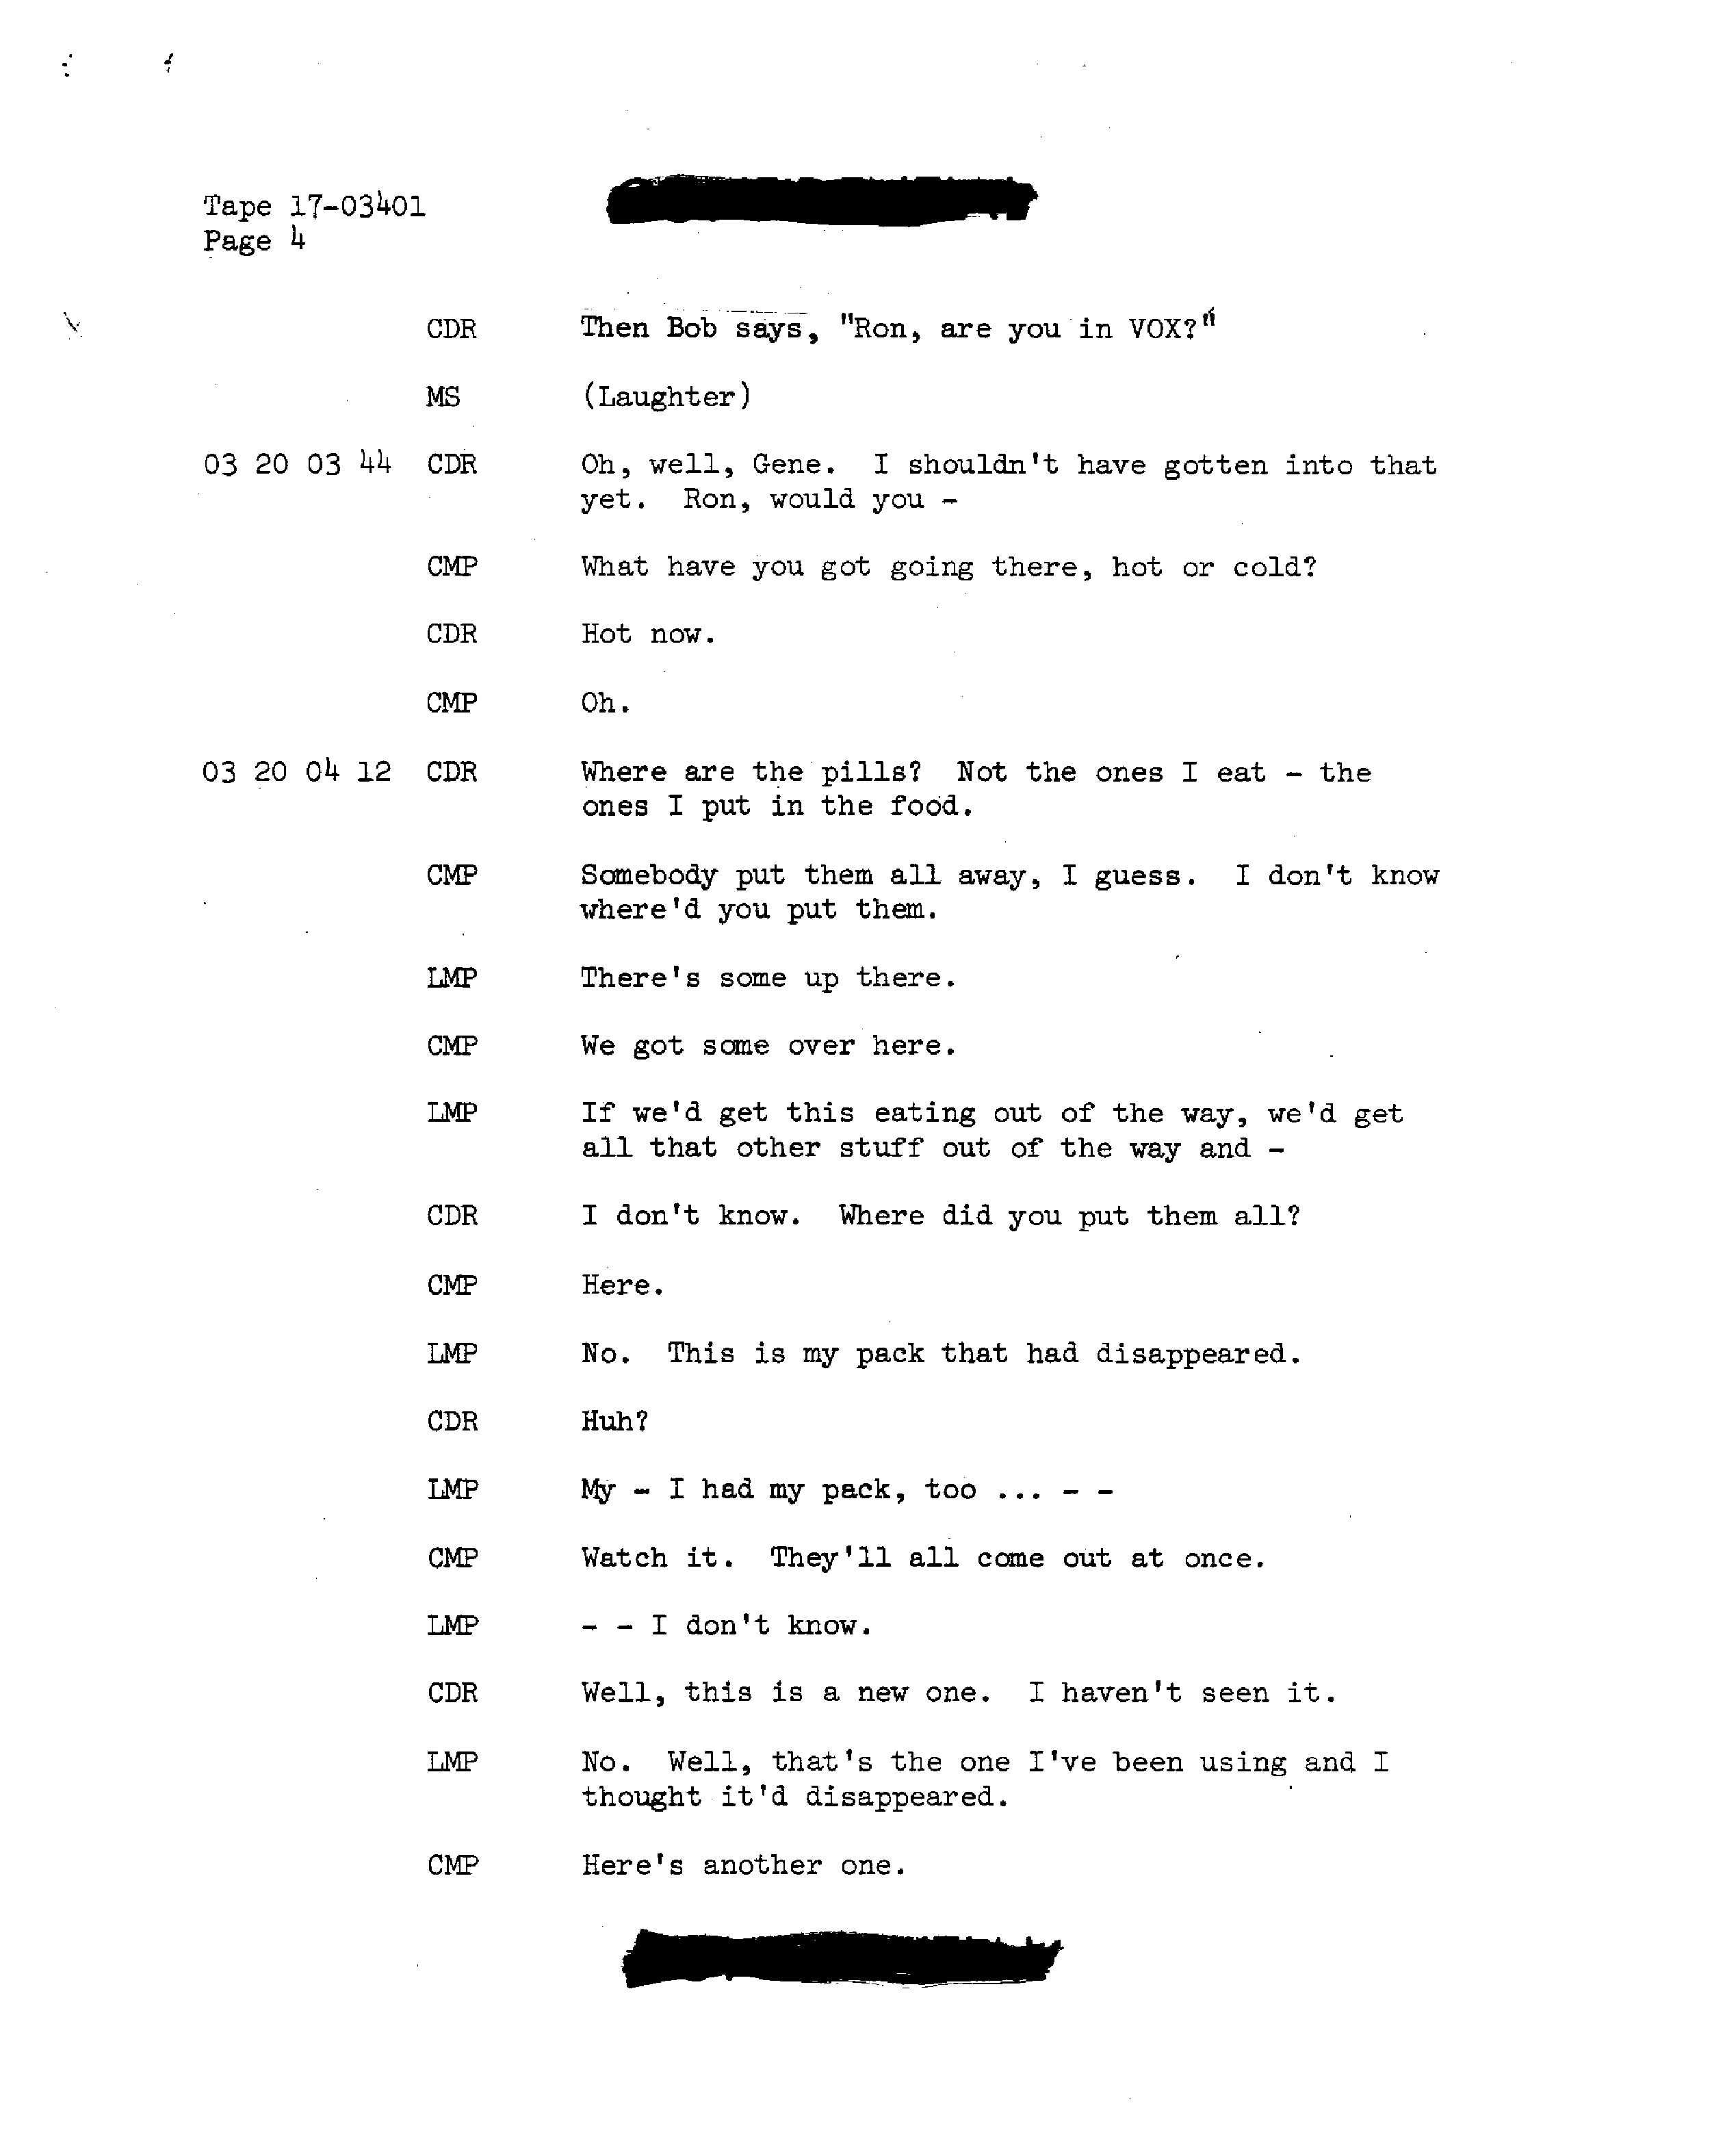 Tape 17-03401
Page 4
CDR Then Bob says, "Ron, are you in VOX?"
MS (Laughter)
03 20 03 44 CDR Oh, well, Gene. I shouldn't have gotten into that
yet. Ron, would you -
CMP What have you got going there, hot or cold?
CDR Hot now.
CMP Oh.
03 20 04 12 CDR Where are the pills? Not the ones I eat - the
ones I put in the food.
CMP Somebody put them all away, I guess. I don't know
where'd you put them.
LMP There's some up there.
CMP We got some over here.
LMP If we'd get this eating out of the way, we'd get
all that other stuff out of the way and -
CDR I don't know. Where did you put them all?
CMP Here.
LMP No. This is my pack that had disappeared.
CDR Huh?
LMP My - I had my pack, too ... - -
CMP Watch it. They'll all come out at once.
LMP - - I don't know.
CDR Well, this is a new one. I haven't seen it.
LMP No. Well, that's the one I've been using and I
thought it'd disappeared.
CMP Here's another one.